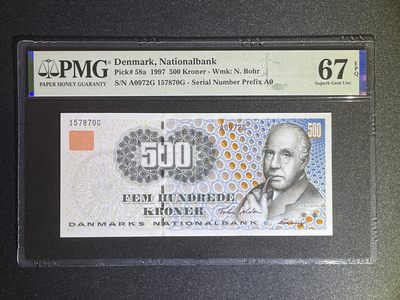 PMG
PAPER MONEY GUARANTY
Denmark, Nationalbank
Pick# 58a 1997 500 Kroner - Wmk: N. Bohr
S/N A0972G 157870G - Serial Number Prefix A0
67 EPQ
Superb Gem Unc
157870G
500
500
FEM HUNDREDE
KRONER
DANMARKS NATIONALBANK